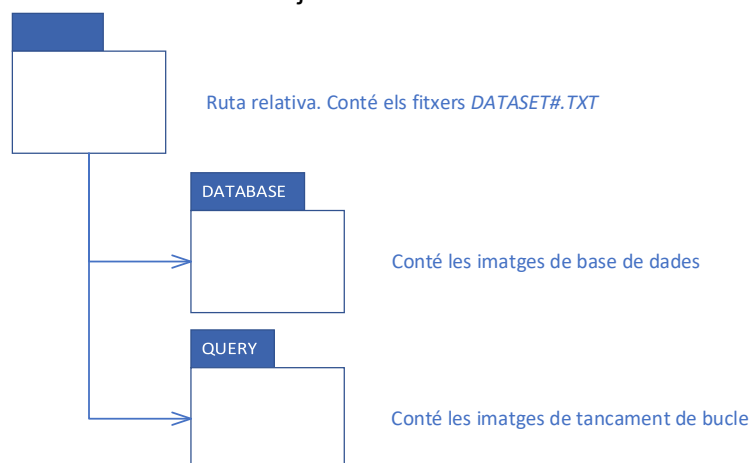 Ruta relativa. Conté els fitxers DATASET#.TXT
DATABASE
Conté les imatges de base de dades
QUERY
Conté les imatges de tancament de bucle